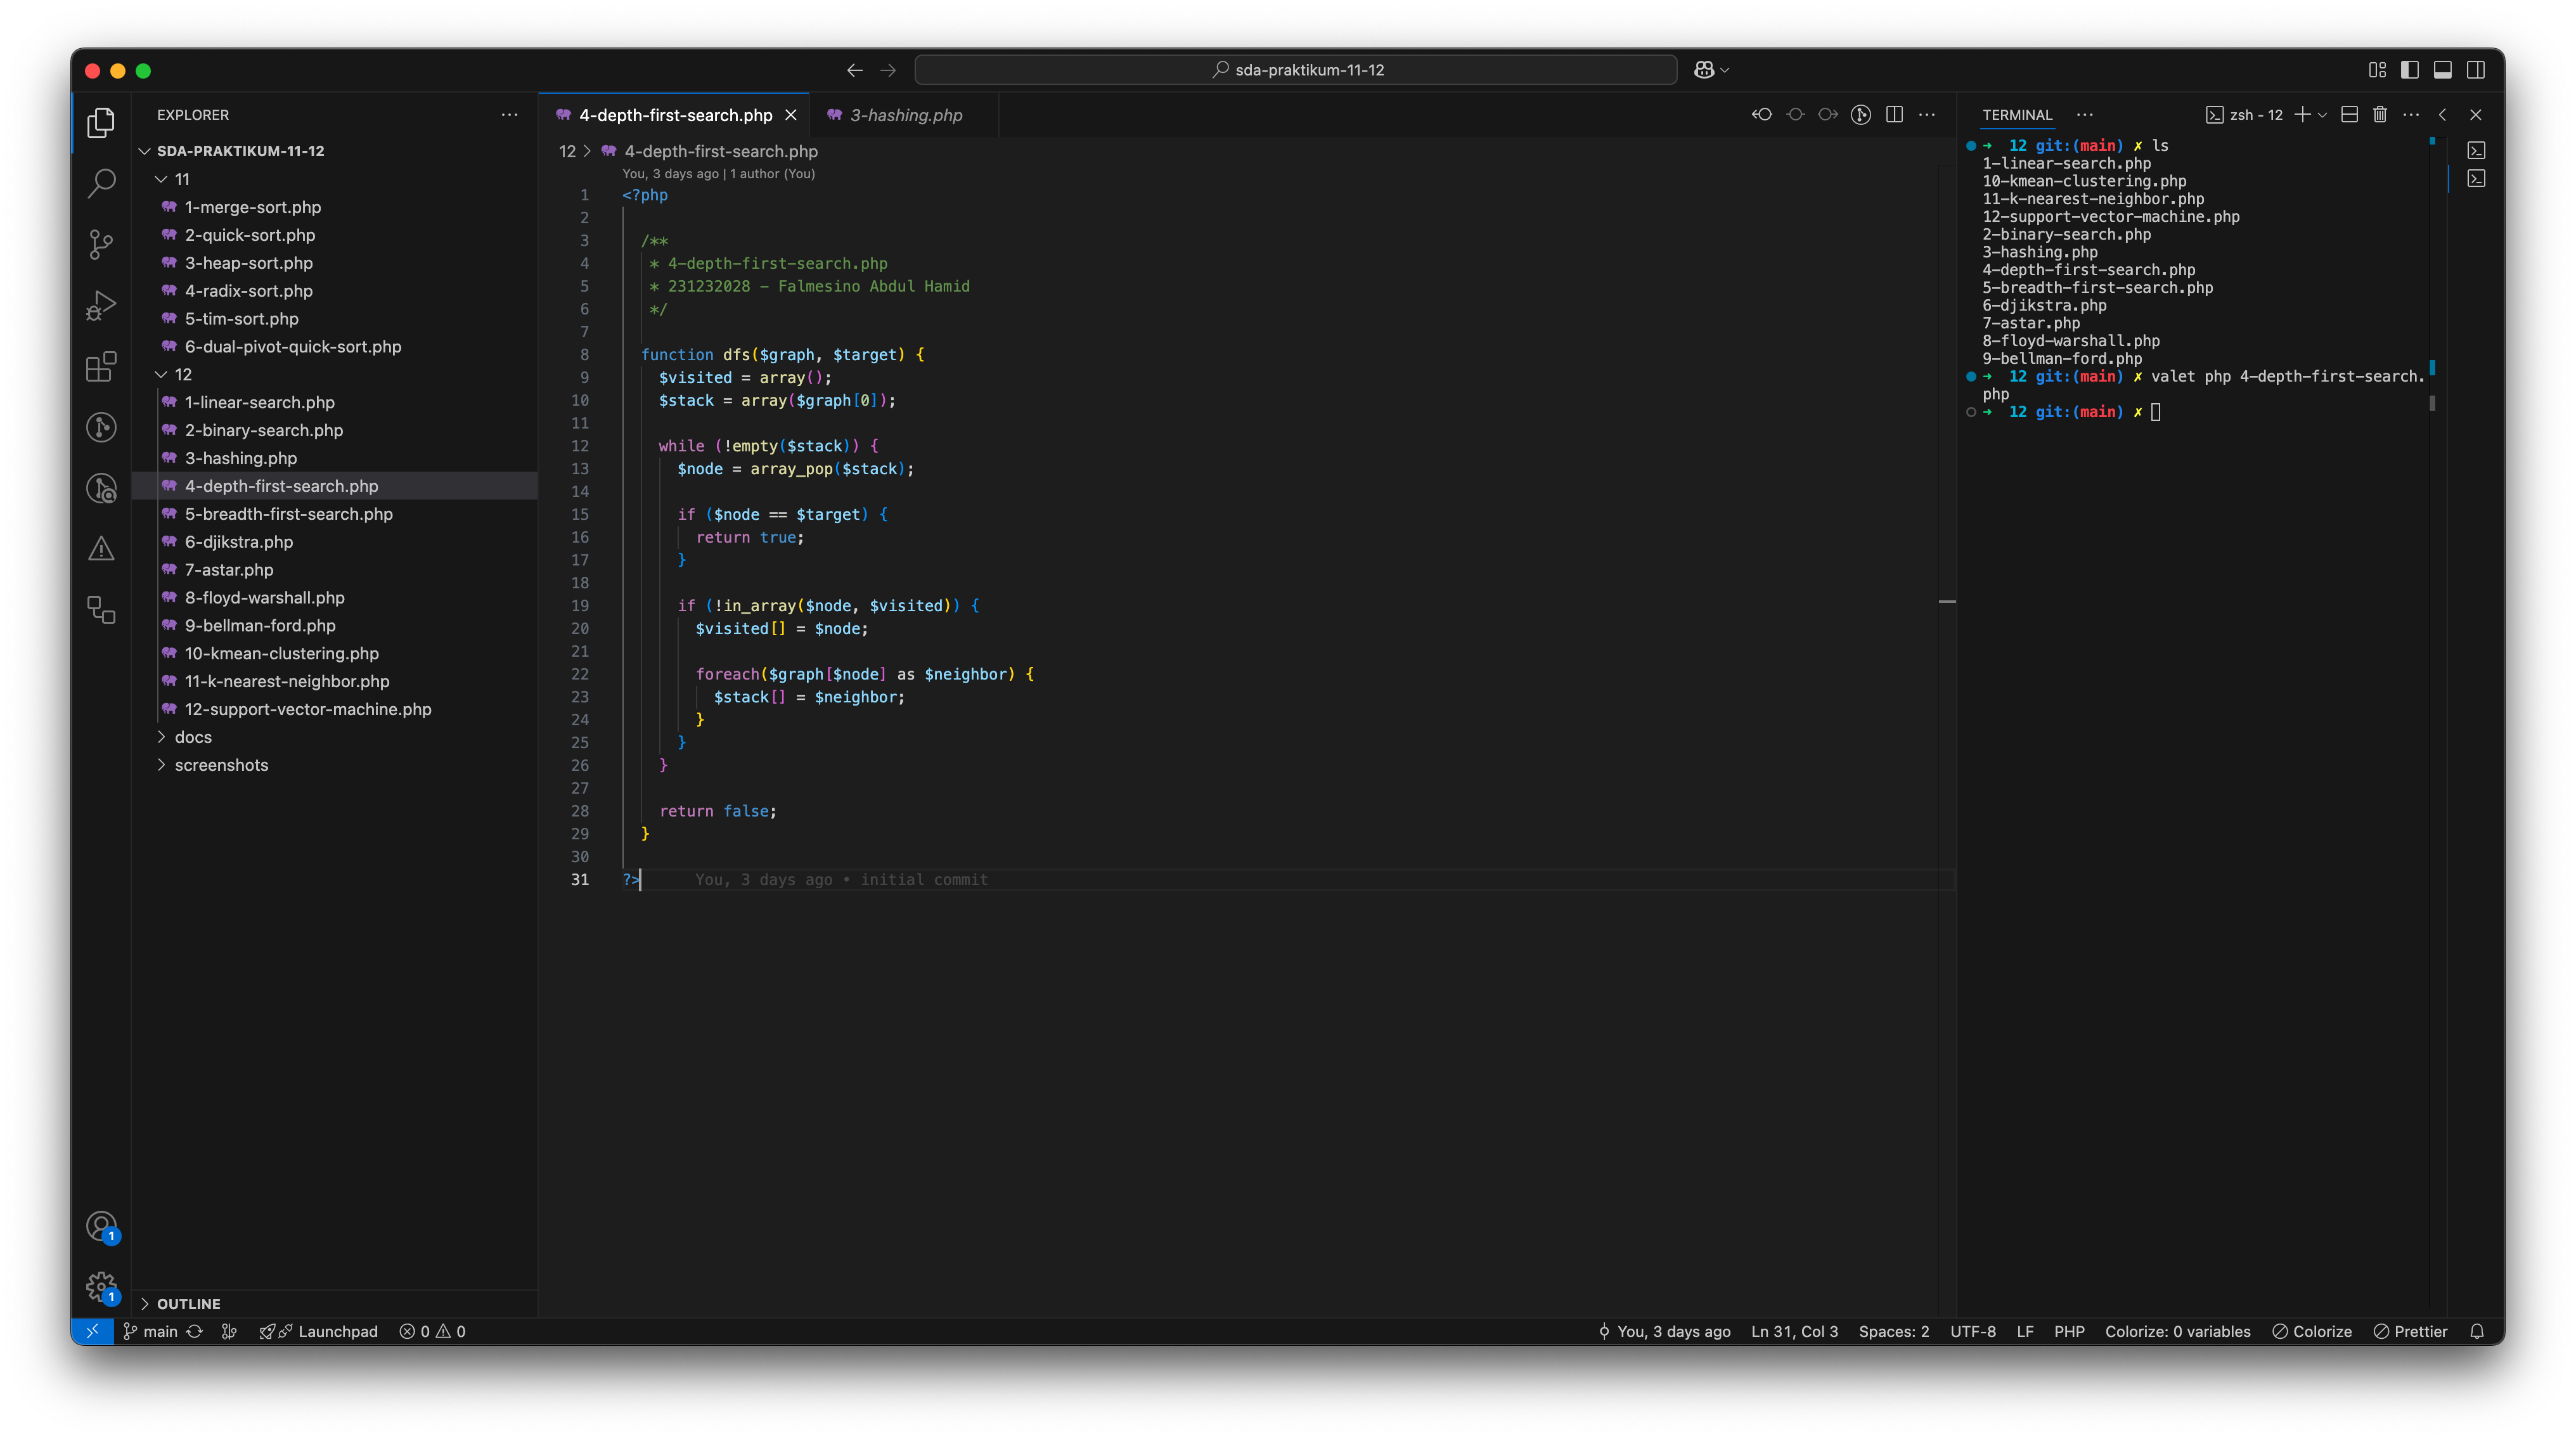 sda-praktikum-11-12
EXPLORER
SDA-PRAKTIKUM-11-12
11
1-merge-sort.php
2-quick-sort.php
3-heap-sort.php
4-radix-sort.php
5-tim-sort.php
6-dual-pivot-quick-sort.php
12
1-linear-search.php
2-binary-search.php
3-hashing.php
4-depth-first-search.php
5-breadth-first-search.php
6-djikstra.php
7-astar.php
8-floyd-warshall.php
9-bellman-ford.php
10-kmean-clustering.php
11-k-nearest-neighbor.php
12-support-vector-machine.php
docs
screenshots
1
1
OUTLINE
4-depth-first-search.php
3-hashing.php
12 > 4-depth-first-search.php
You, 3 days ago | 1 author (You)
1 <?php
2
3 /**
4 * 4-depth-first-search.php
5 * 231232028 - Falmesino Abdul Hamid
6 */
7
8 function dfs($graph, $target) {
9 $visited = array();
10 $stack = array($graph[0]);
11
12 while (!empty($stack)) {
13 $node = array_pop($stack);
14
15 if ($node == $target) {
16 return true;
17 }
18
19 if (!in_array($node, $visited)) {
20 $visited[] = $node;
21
22 foreach($graph[$node] as $neighbor) {
23 $stack[] = $neighbor;
24 }
25 }
26 }
27
28 return false;
29 }
30
31 ?> You, 3 days ago • initial commit
TERMINAL
zsh - 12
➜ 12 git:(main) ✗ ls
1-linear-search.php
10-kmean-clustering.php
11-k-nearest-neighbor.php
12-support-vector-machine.php
2-binary-search.php
3-hashing.php
4-depth-first-search.php
5-breadth-first-search.php
6-djikstra.php
7-astar.php
8-floyd-warshall.php
9-bellman-ford.php
➜ 12 git:(main) ✗ valet php 4-depth-first-search.
php
➜ 12 git:(main) ✗
main
Launchpad
0
0
You, 3 days ago
Ln 31, Col 3
Spaces: 2
UTF-8
LF
PHP
Colorize: 0 variables
Colorize
Prettier